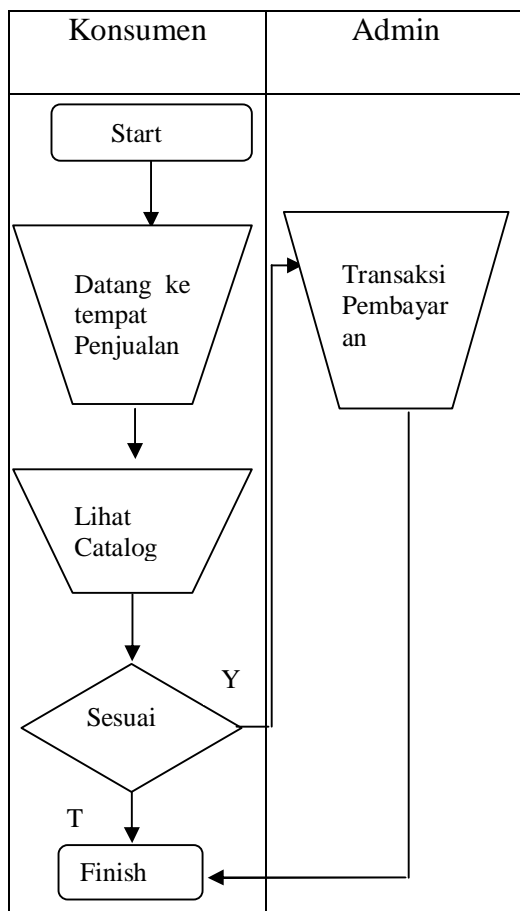 Konsumen
Admin
Start
Datang ke
tempat
Penjualan
Transaksi
Pembayar
an
Lihat
Catalog
Y
Sesuai
T
Finish